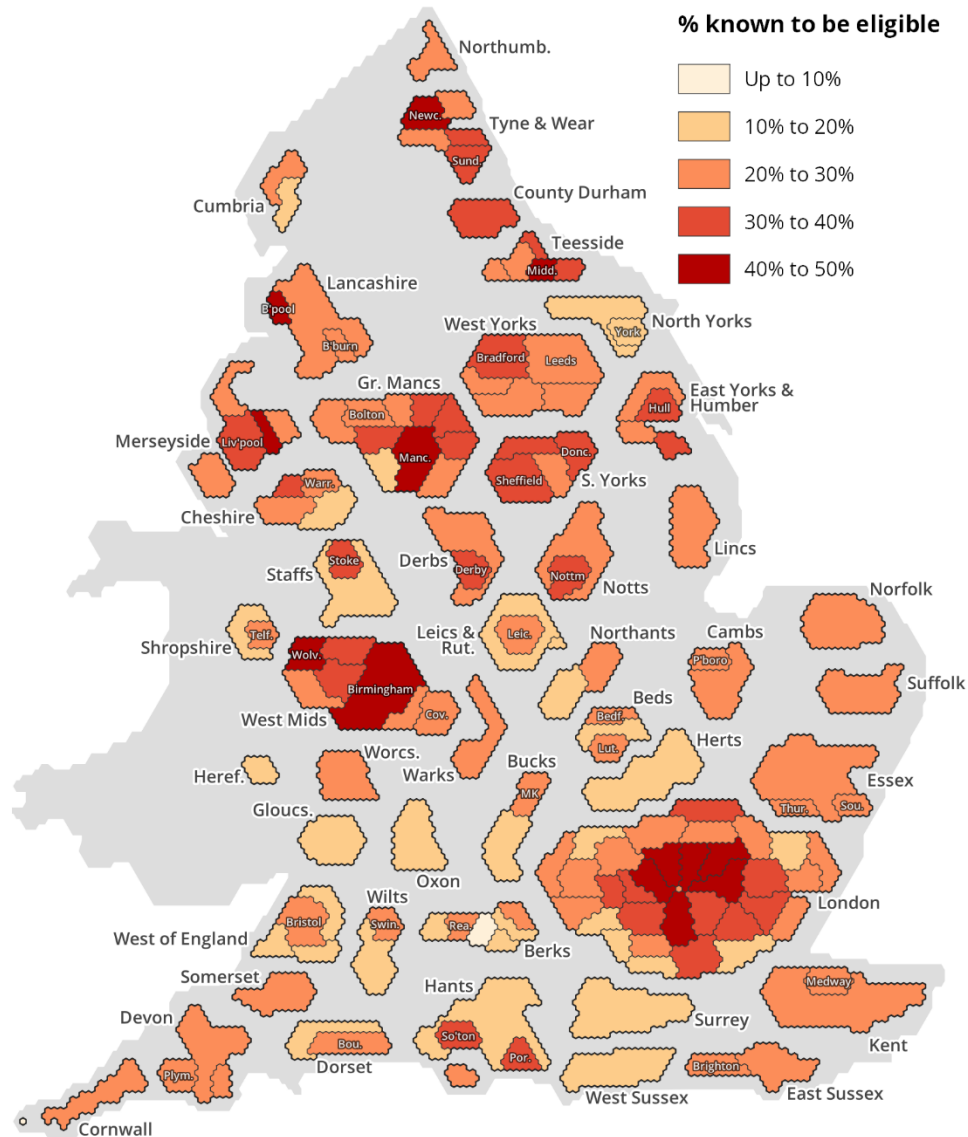 % known to be eligible
Up to 10%
10% to 20%
20% to 30%
30% to 40%
40% to 50%
Northumb.
Newc.
Tyne & Wear
Sund.
County Durham
Cumbria
Teesside
Midd.
Lancashire
B'pool
B'burn
North Yorks
York
West Yorks
Bradford
Leeds
Gr. Mancs
Bolton
Manc.
East Yorks &
Humber
Hull
Merseyside
Liv'pool
Donc.
Sheffield
S. Yorks
Warr.
Cheshire
Lincs
Staffs
Stoke
Derbs
Derby
Nottm
Notts
Norfolk
Shropshire
Telf.
Leics &
Rut.
Leic.
Northants
Cambs
P'boro
Suffolk
Wolv.
Birmingham
West Mids
Cov.
Beds
Bedf.
Lut.
Herts
Heref.
Worcs.
Warks
Bucks
MK
Essex
Thur.
Sou.
Gloucs.
Oxon
London
West of England
Bristol
Wilts
Swin.
Rea.
Berks
Somerset
Hants
Medway
Devon
Surrey
Kent
So'ton
Por.
Bou.
Dorset
Plym.
Brighton
West Sussex
East Sussex
Cornwall